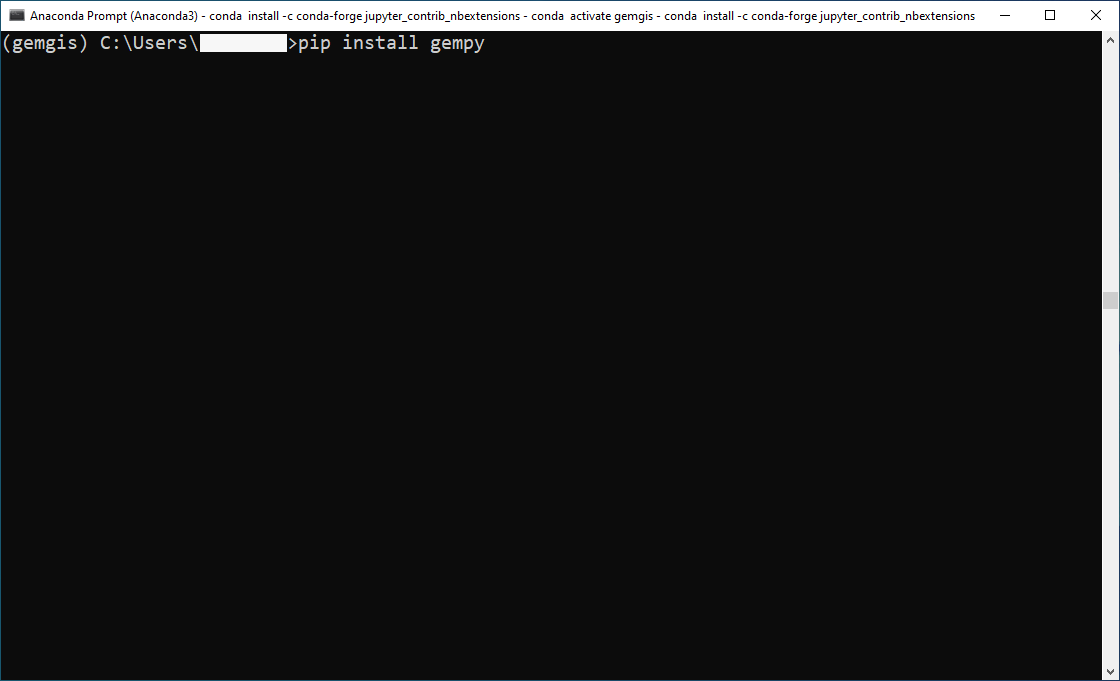 Anaconda Prompt (Anaconda3) - conda  install -c conda-forge jupyter_contrib_nbextensions - conda  activate gemgis - conda  install -c conda-forge jupyter_contrib_nbextensions
(gemgis) C:\Users\ >pip install gempy